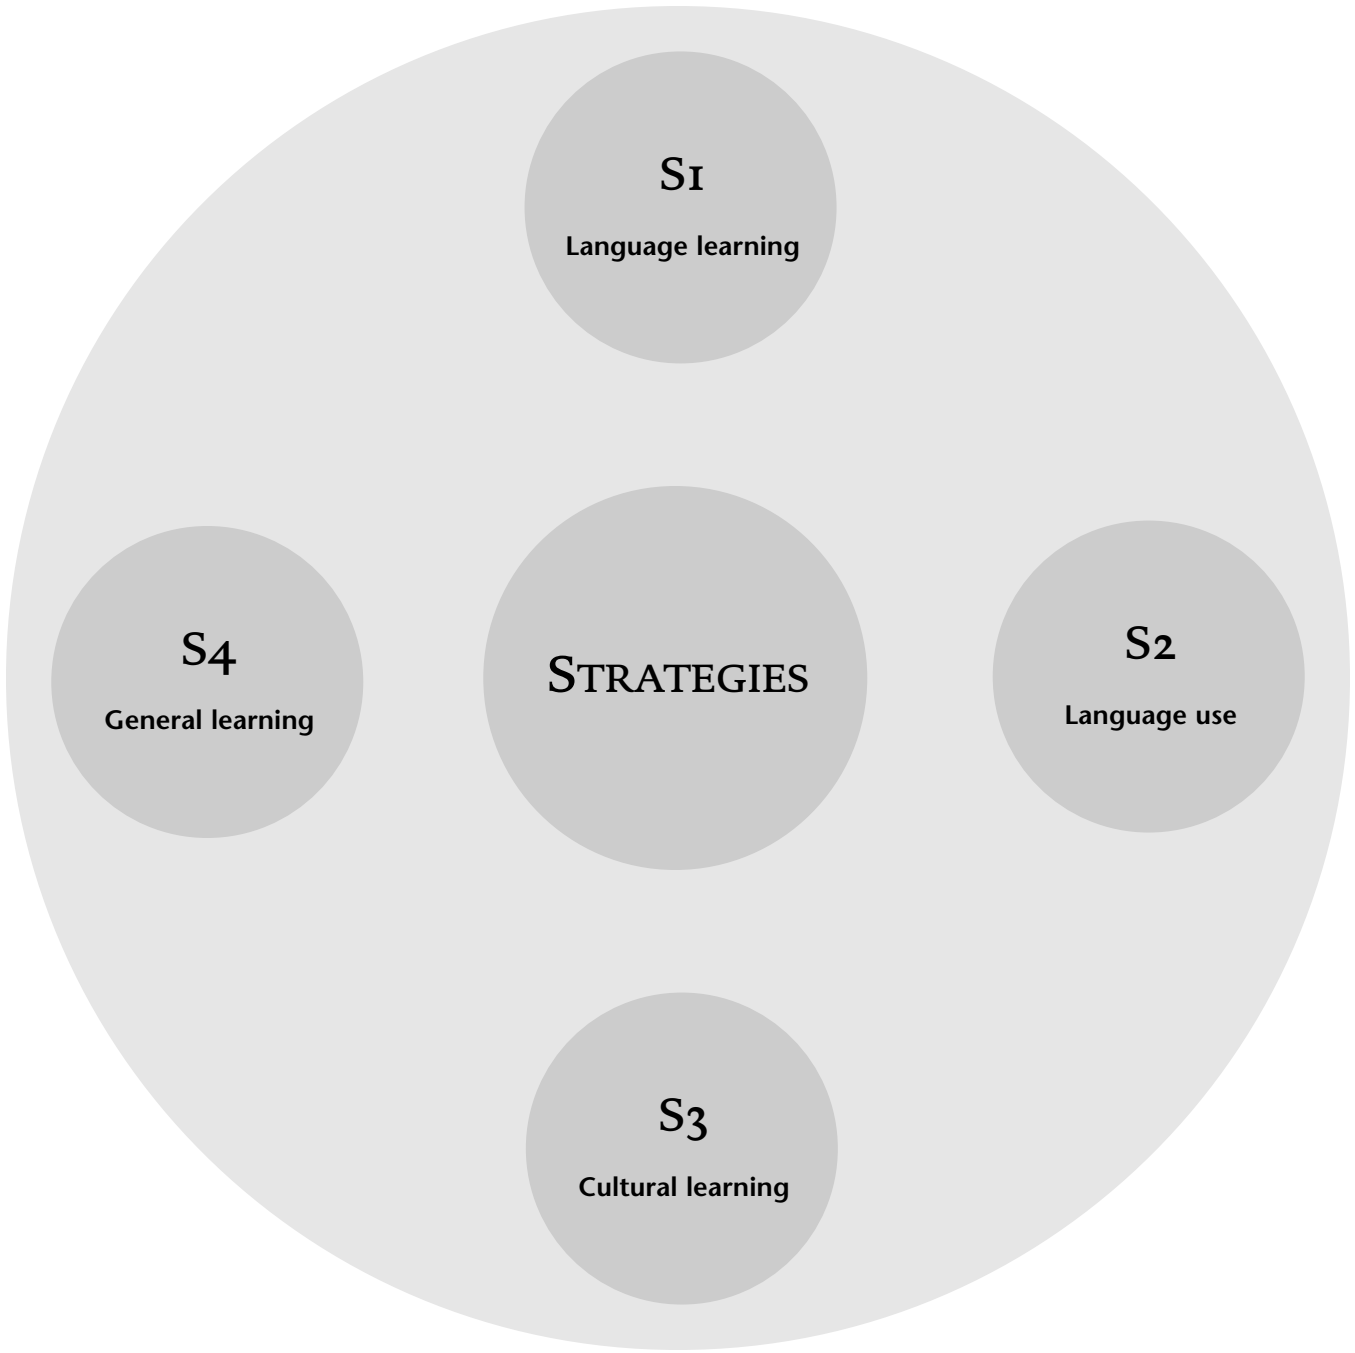 S1
Language learning
S4
General learning
STRATEGIES
S2
Language use
S3
Cultural learning